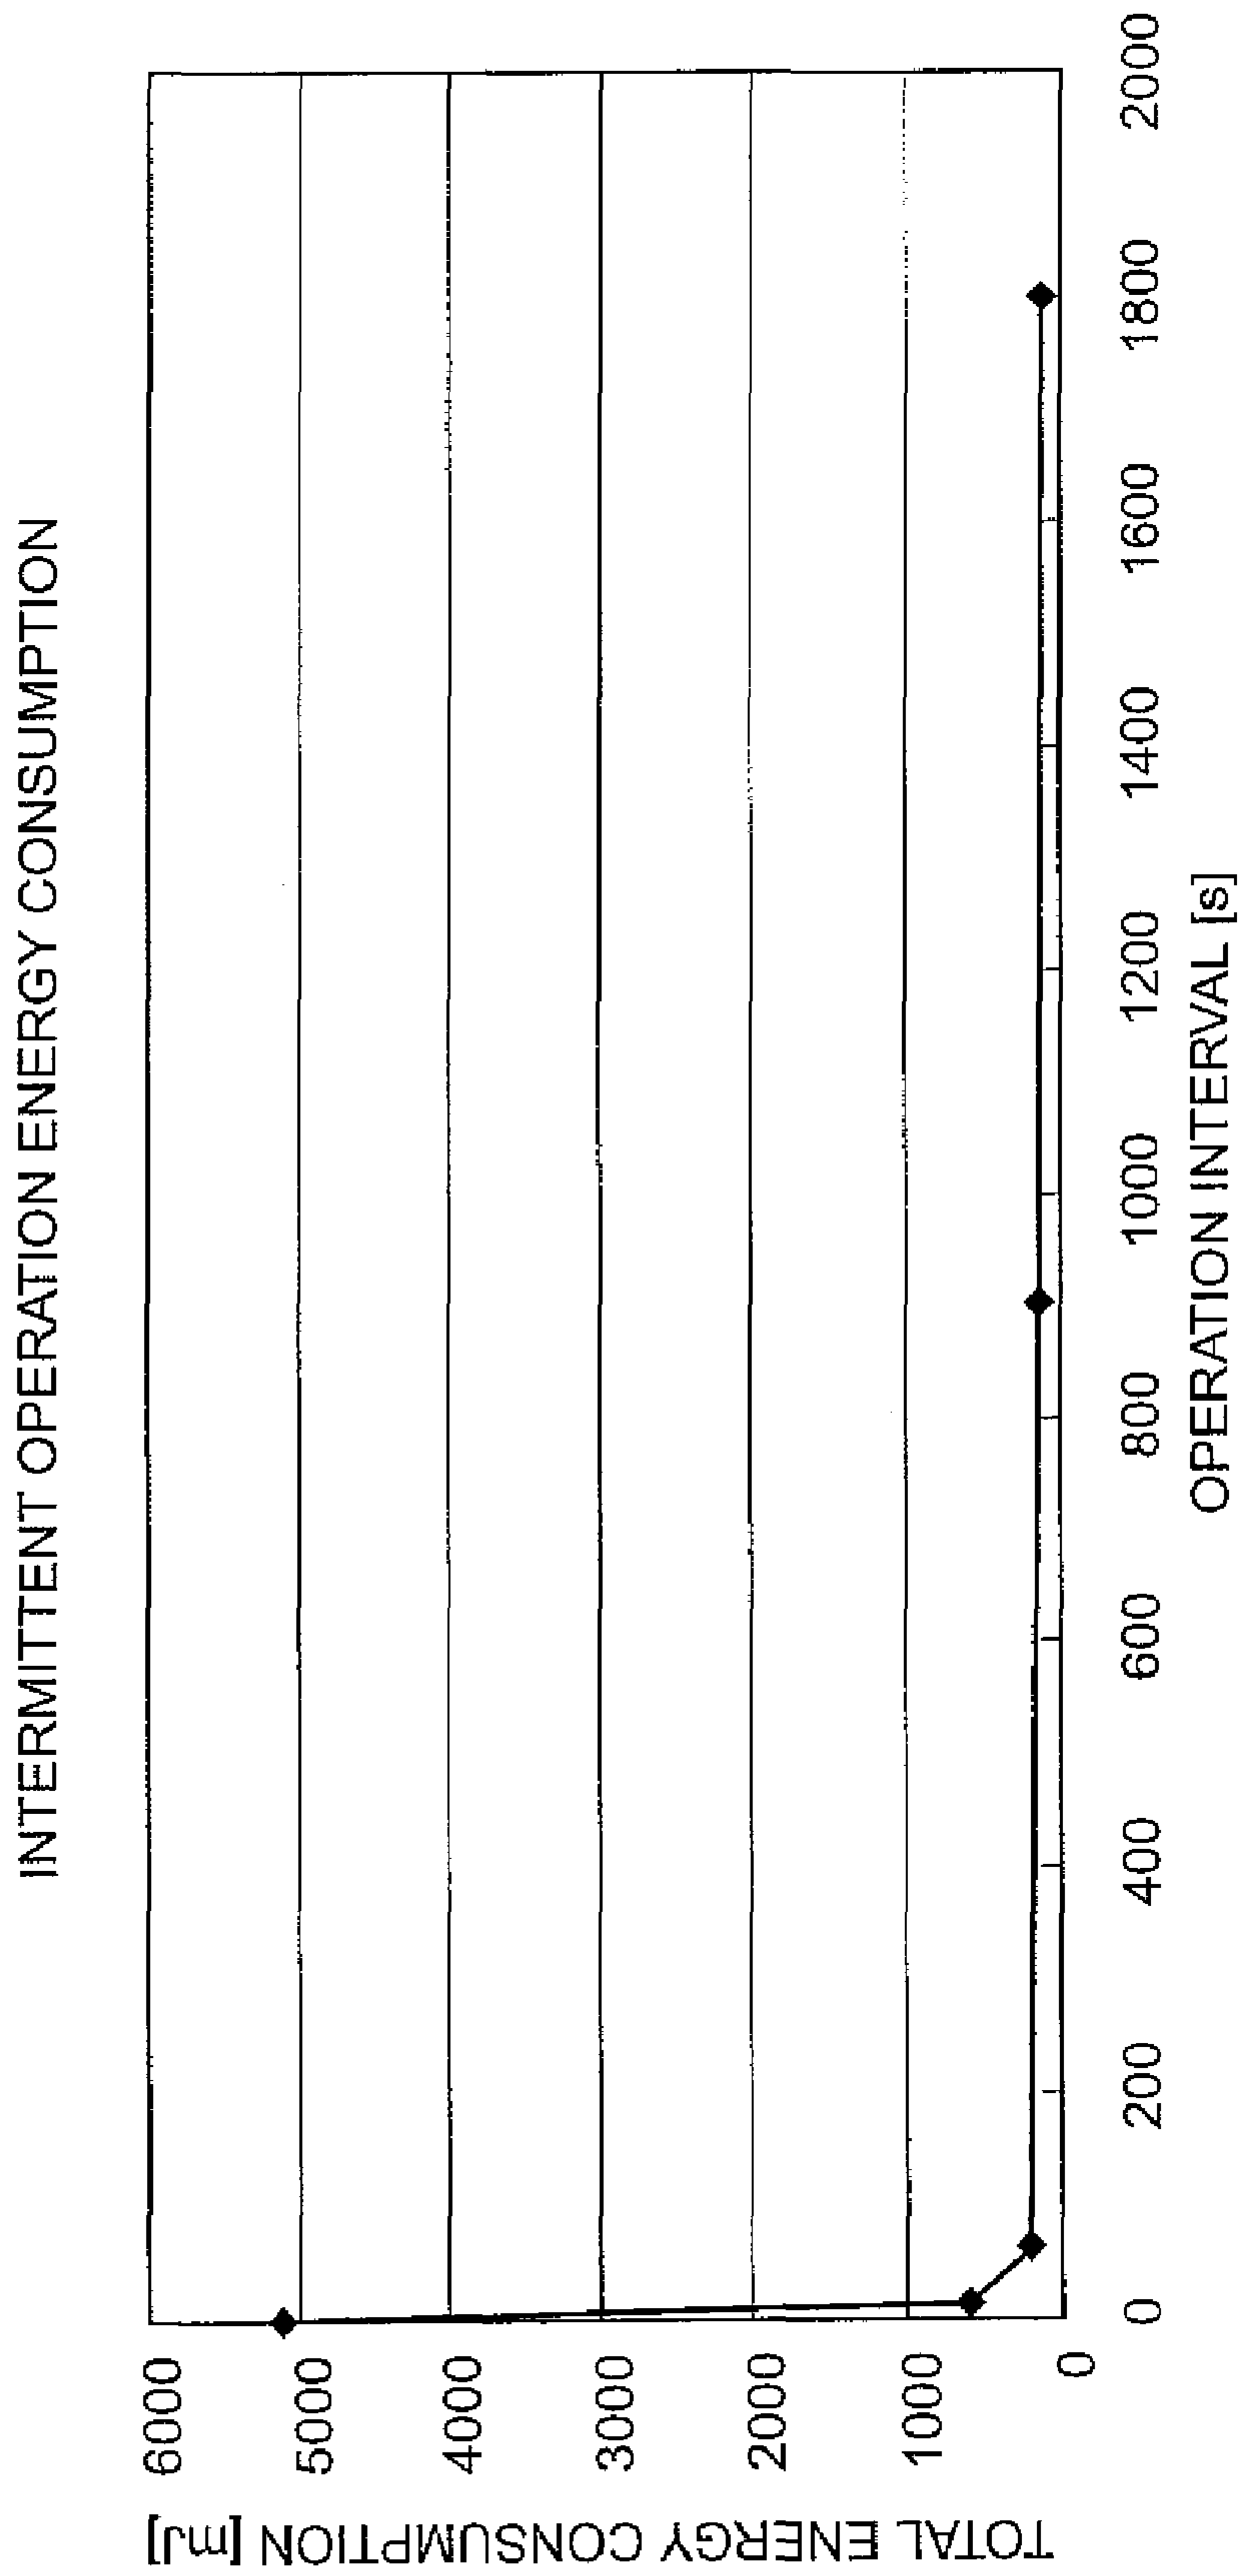 INTERMITTENT OPERATION ENERGY CONSUMPTION
TOTAL ENERGY CONSUMPTION [mJ]
6000
5000
4000
3000
2000
1000
0
0 200 400 600 800 1000 1200 1400 1600 1800 2000
OPERATION INTERVAL [s]